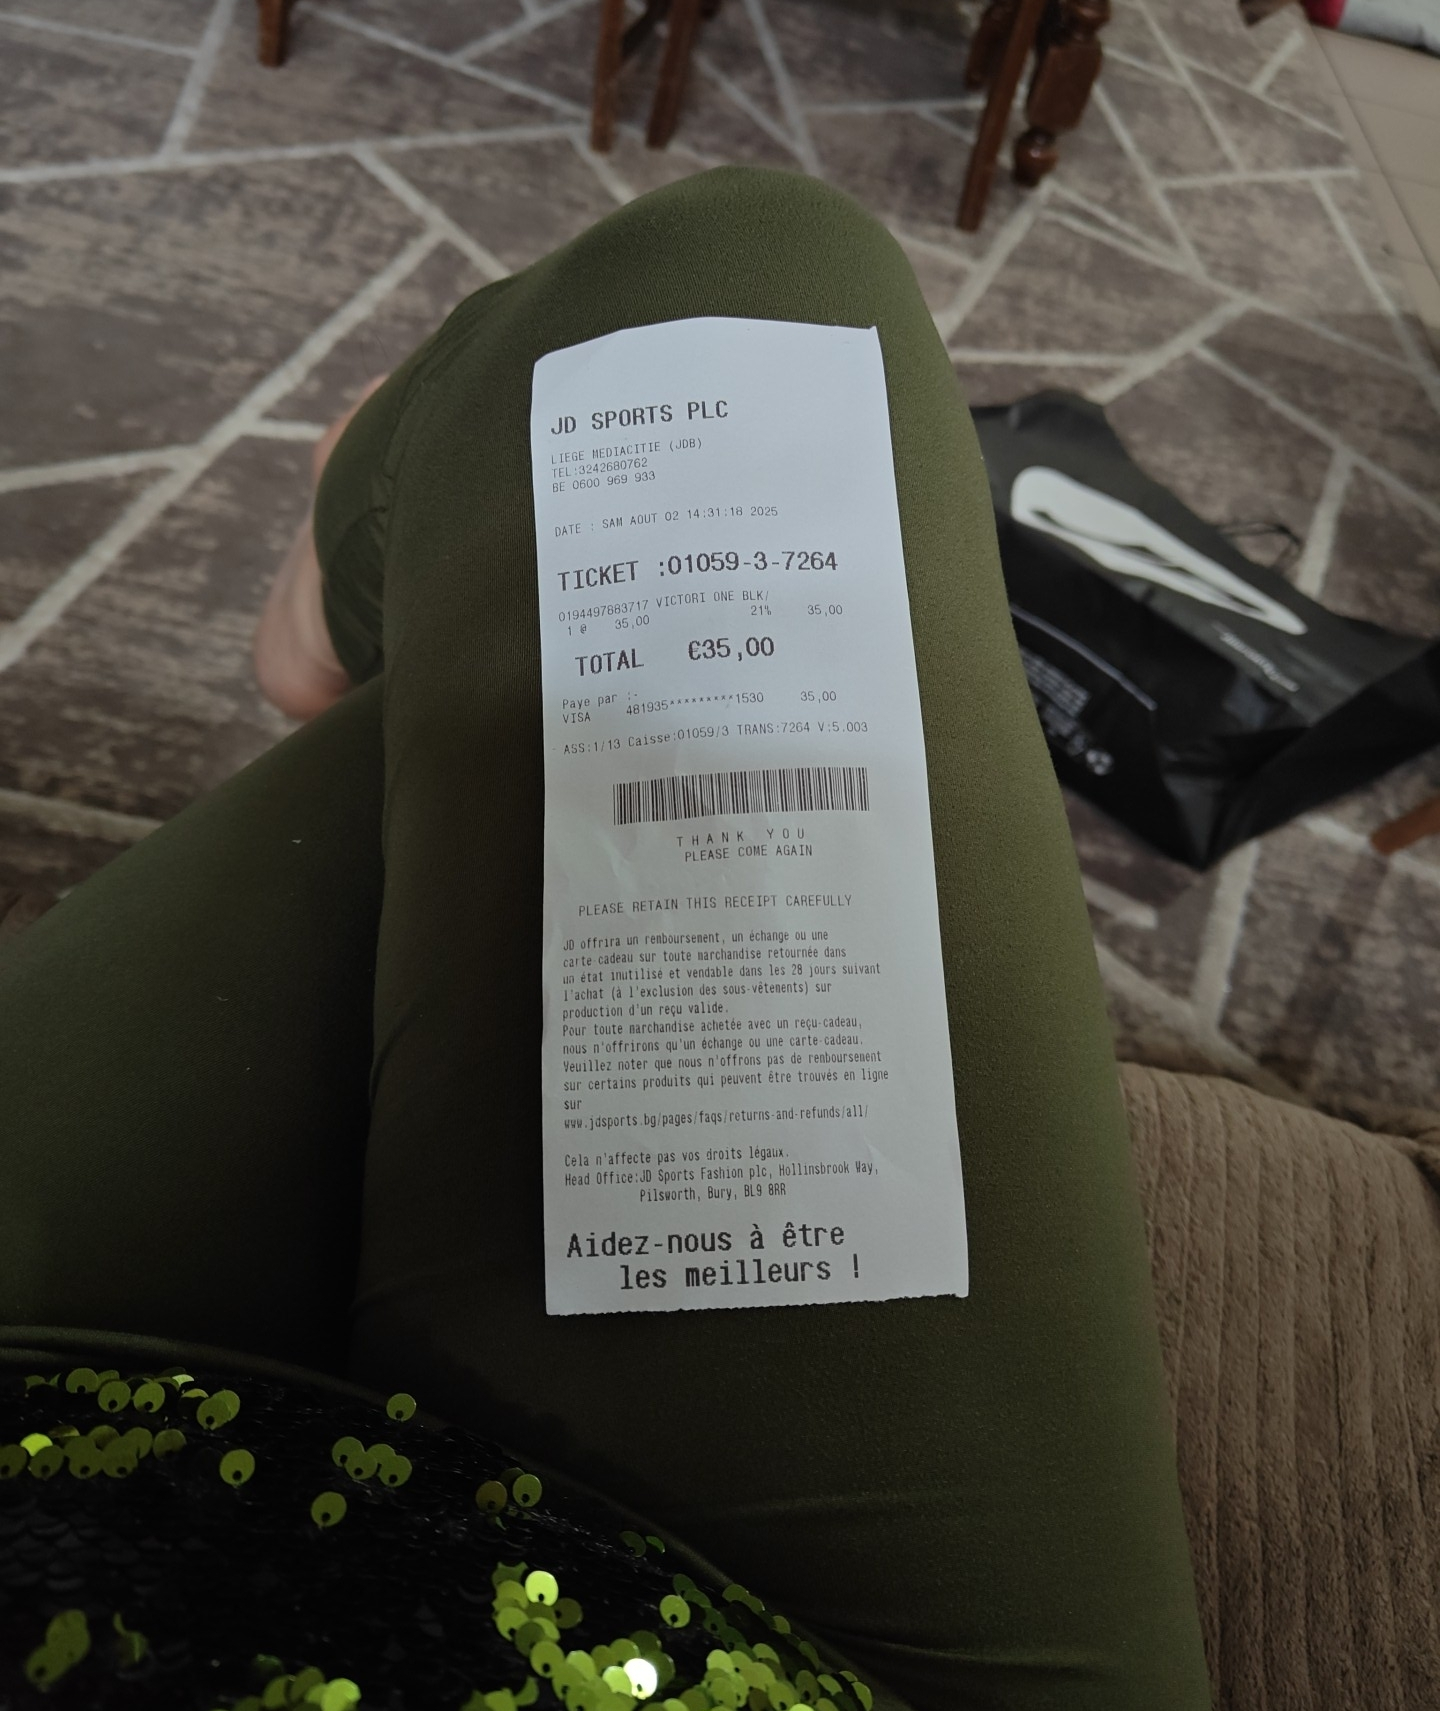 JD SPORTS PLC
LIEGE MEDIACITIE (JDB)
TEL:3242680762
BE 0600 969 933
DATE : SAM AOUT 02 14:31:18 2025
TICKET :01059-3-7264
0194497683717 VICTORI ONE BLK/
1 @ 35,00 21% 35,00
TOTAL €35,00
Paye par :-
VISA 481935*********1530 35,00
ASS:1/13 Caisse:01059/3 TRANS:7264 V:5.003
THANK YOU
PLEASE COME AGAIN
PLEASE RETAIN THIS RECEIPT CAREFULLY
JD offrira un remboursement, un échange ou une
carte-cadeau sur toute marchandise retournée dans
un état inutilisé et vendable dans les 28 jours suivant
l'achat (à l'exclusion des sous-vêtements) sur
production d'un reçu valide.
Pour toute marchandise achetée avec un reçu-cadeau,
nous n'offrirons qu'un échange ou une carte-cadeau.
Veuillez noter que nous n'offrons pas de remboursement
sur certains produits qui peuvent être trouvés en ligne
sur
www.jdsports.bg/pages/faqs/returns-and-refunds/all/
Cela n'affecte pas vos droits légaux.
Head Office:JD Sports Fashion plc, Hollinsbrook Way,
Pilsworth, Bury, BL9 8RR
Aidez-nous à être
les meilleurs !